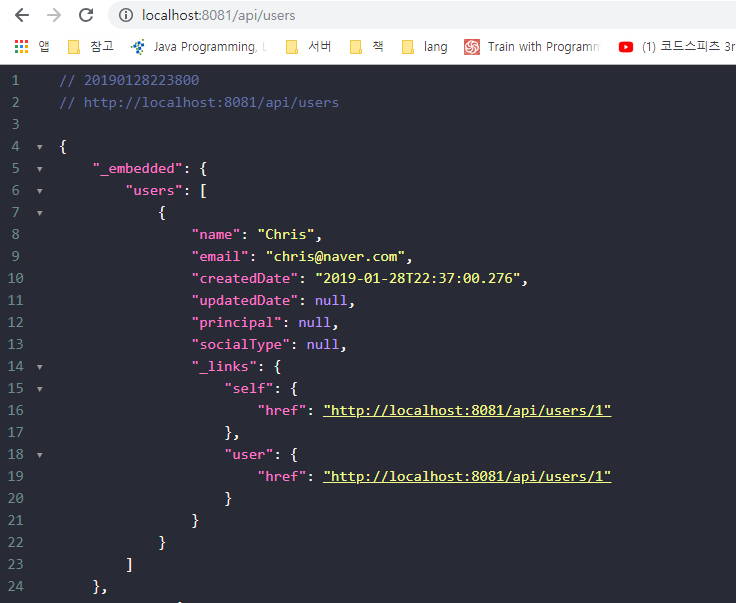 localhost:8081/api/users
앱 참고 Java Programming, 서버 책 lang Train with Programm (1) 코드스피츠 3r
1 // 20190128223800
2 // http://localhost:8081/api/users
3
4 {
5 "_embedded": {
6 "users": [
7 {
8 "name": "Chris",
9 "email": "chris@naver.com",
10 "createdDate": "2019-01-28T22:37:00.276",
11 "updatedDate": null,
12 "principal": null,
13 "socialType": null,
14 "_links": {
15 "self": {
16 "href": "http://localhost:8081/api/users/1"
17 },
18 "user": {
19 "href": "http://localhost:8081/api/users/1"
20 }
21 }
22 }
23 ]
24 },